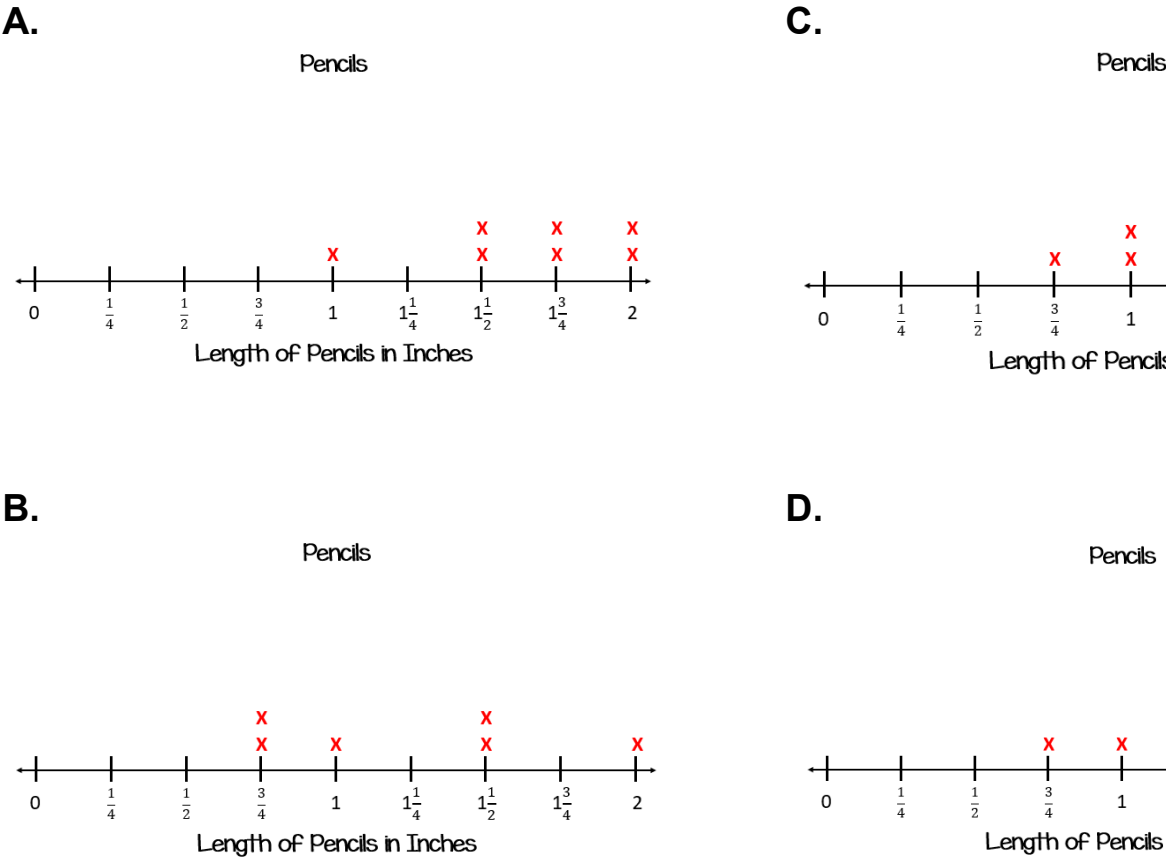 A.
Pencils
X X X
X X X X
0 1/4 1/2 3/4 1 1 1/4 1 1/2 1 3/4 2
Length of Pencils in Inches
C.
Pencils
X
X X
0 1/4 1/2 3/4 1
Length of Pencils
B.
Pencils
X X
X X X X
0 1/4 1/2 3/4 1 1 1/4 1 1/2 1 3/4 2
Length of Pencils in Inches
D.
Pencils
X X
0 1/4 1/2 3/4 1
Length of Pencils